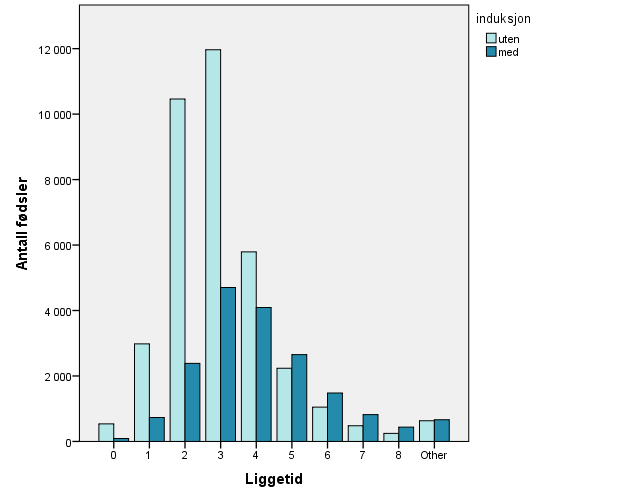 induksjon
uten
med
12 000
10 000
8 000
6 000
4 000
2 000
0
Antall fødsler
0 1 2 3 4 5 6 7 8 Other
Liggetid